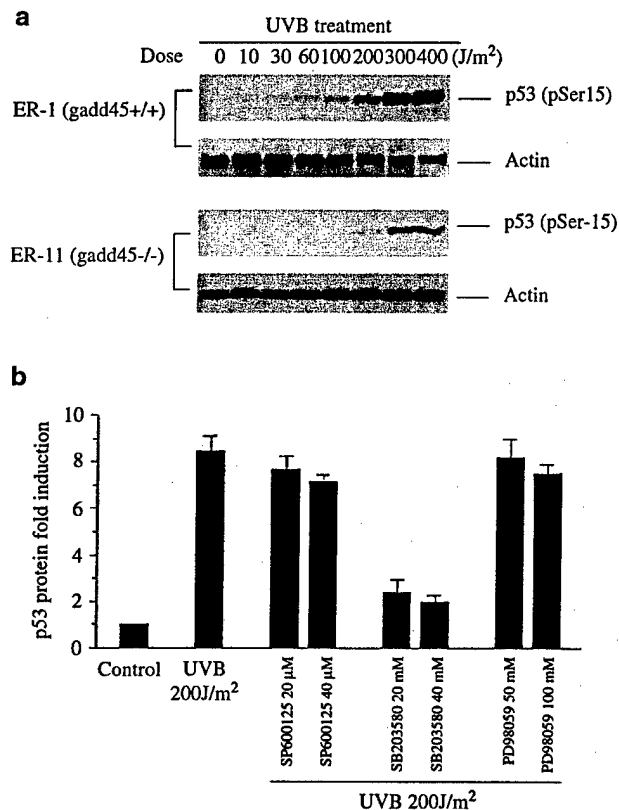 a
UVB treatment
Dose 0 10 30 60 100 200 300 400 (J/m²)
ER-1 (gadd45+/+)
p53 (pSer15)
Actin
ER-11 (gadd45-/-)
p53 (pSer-15)
Actin
b
p53 protein fold induction
10
8
6
4
2
0
Control
UVB
200J/m²
SP600125 20 μM
SP600125 40 μM
SB203580 20 mM
SB203580 40 mM
PD98059 50 mM
PD98059 100 mM
UVB 200J/m²